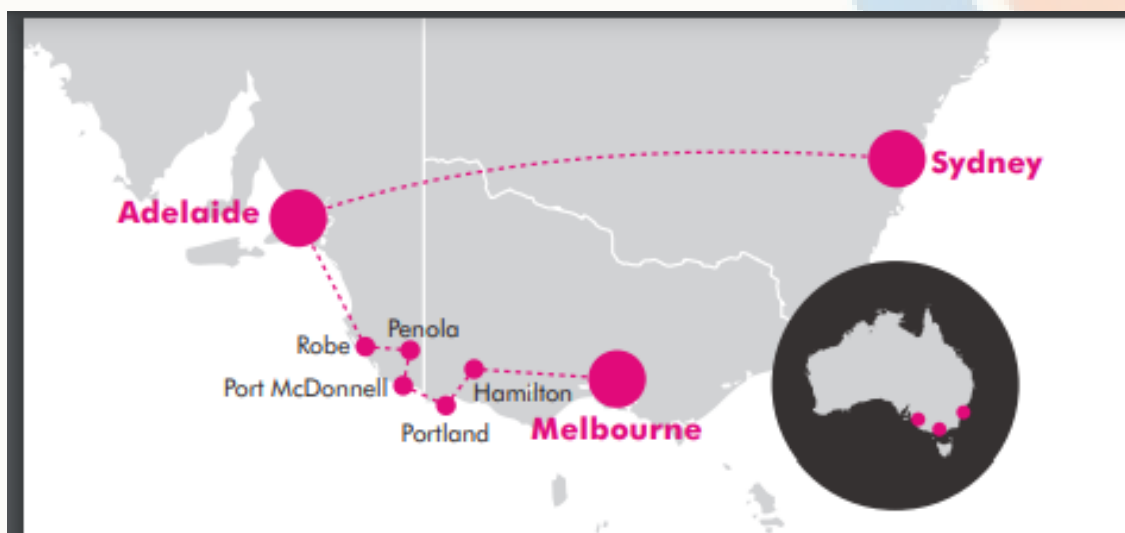 Sydney
Adelaide
Penola
Robe
Port McDonnell
Hamilton
Portland
Melbourne